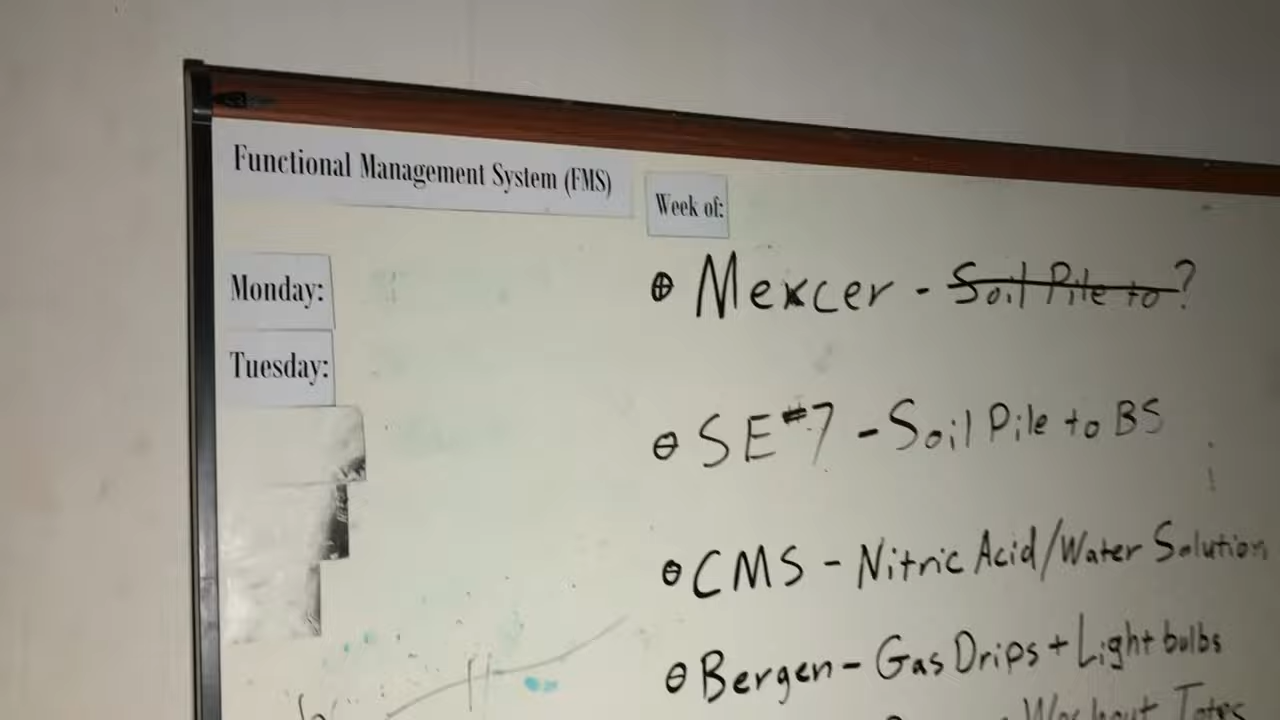 Functional Management System (FMS)
Week of:
Monday:
Tuesday:
⊕ Mexcer - Soil Pile to ?
⊖ SE #7 - Soil Pile to BS
⊖ CMS - Nitric Acid/Water Solution
⊖ Bergen - Gas Drips + Light bulbs
Totes